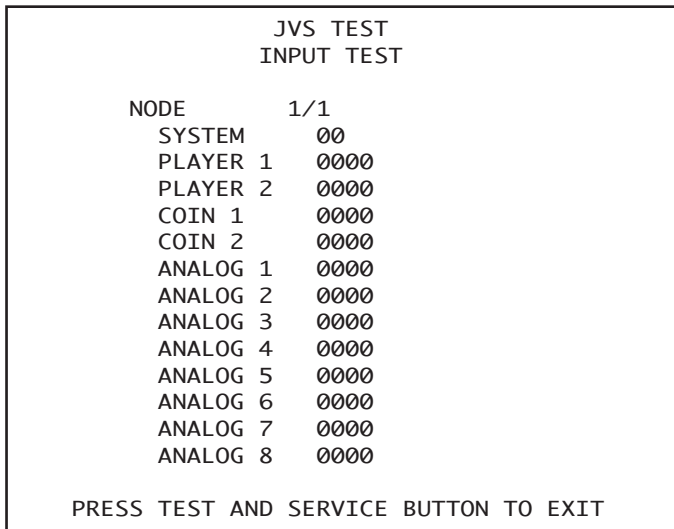 JVS TEST
INPUT TEST
NODE 1/1
SYSTEM 00
PLAYER 1 0000
PLAYER 2 0000
COIN 1 0000
COIN 2 0000
ANALOG 1 0000
ANALOG 2 0000
ANALOG 3 0000
ANALOG 4 0000
ANALOG 5 0000
ANALOG 6 0000
ANALOG 7 0000
ANALOG 8 0000
PRESS TEST AND SERVICE BUTTON TO EXIT